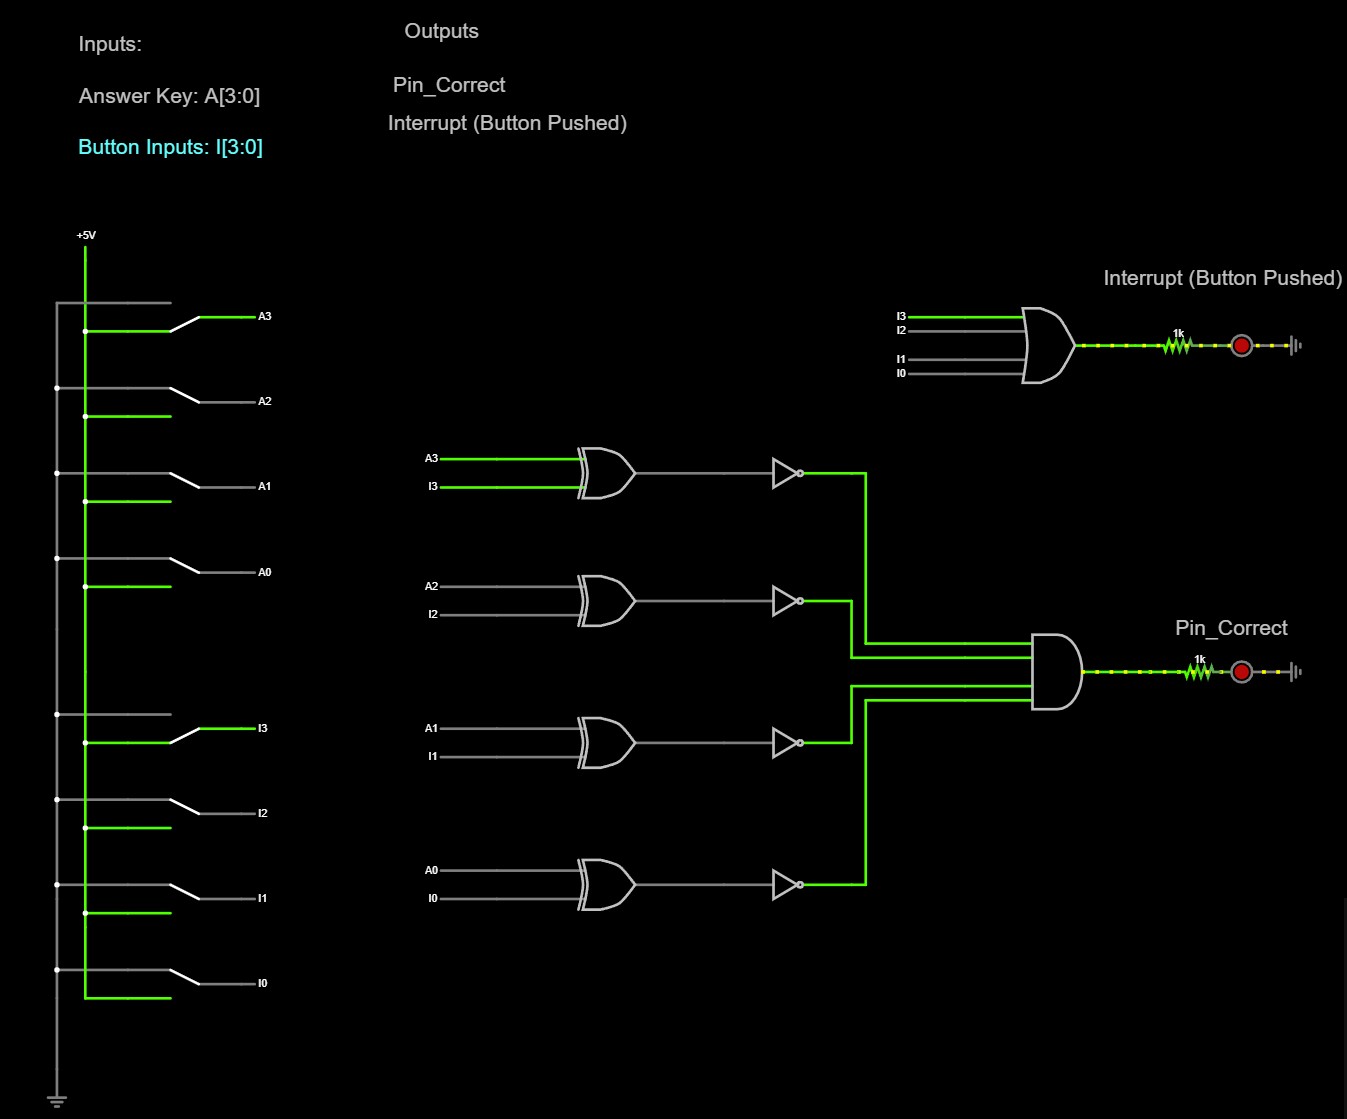 Inputs:
Outputs
Answer Key: A[3:0]
Pin_Correct
Button Inputs: I[3:0]
Interrupt (Button Pushed)
+5V
A3
A2
A1
A0
I3
I2
I1
I0
Interrupt (Button Pushed)
I3
I2
I1
I0
1k
A3
I3
A2
I2
A1
I1
A0
I0
Pin_Correct
1k